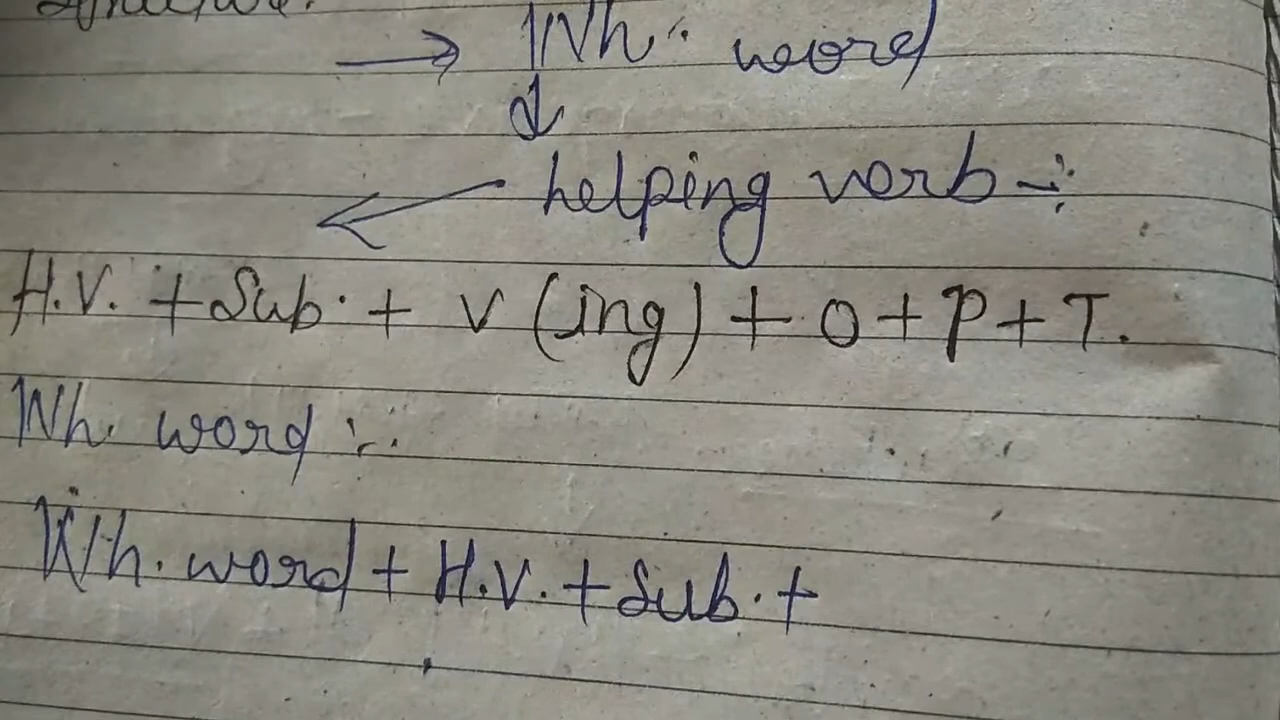 → Wh. word
↓
helping verb :-
H.V. + Sub. + V (ing) + O + P + T.
Wh. word :-
Wh. word + H.V. + Sub. +